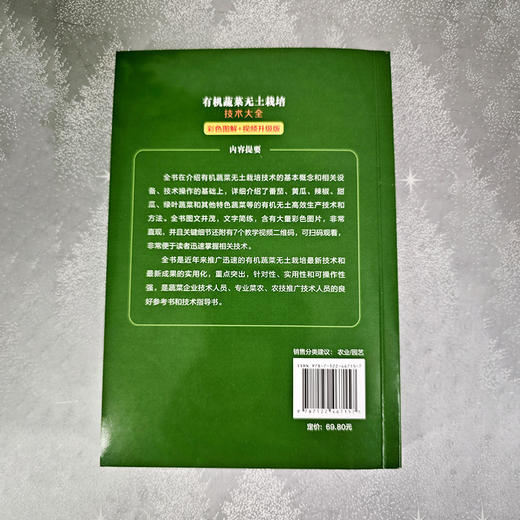 有机蔬菜无土栽培
技术大全
彩色图解+视频升级版
内容提要
全书在介绍有机蔬菜无土栽培技术的基本概念和相关设
备、技术操作的基础上，详细介绍了番茄、黄瓜、辣椒、甜
瓜、绿叶蔬菜和其他特色蔬菜等的有机无土高效生产技术和
方法。全书图文并茂，文字简练，含有大量彩色图片，非常
直观，并且关键细节还附有7个教学视频二维码，可扫码观看，
非常便于读者迅速掌握相关技术。
全书是近年来推广迅速的有机蔬菜无土栽培最新技术和
最新成果的实用化，重点突出，针对性、实用性和可操作性
强，是蔬菜企业技术人员、专业菜农、农技推广技术人员的良
好参考书和技术指导书。
销售分类建议：农业/园艺
ISBN 978-7-122-46715-7
9 787122 467157
定价：69.80元